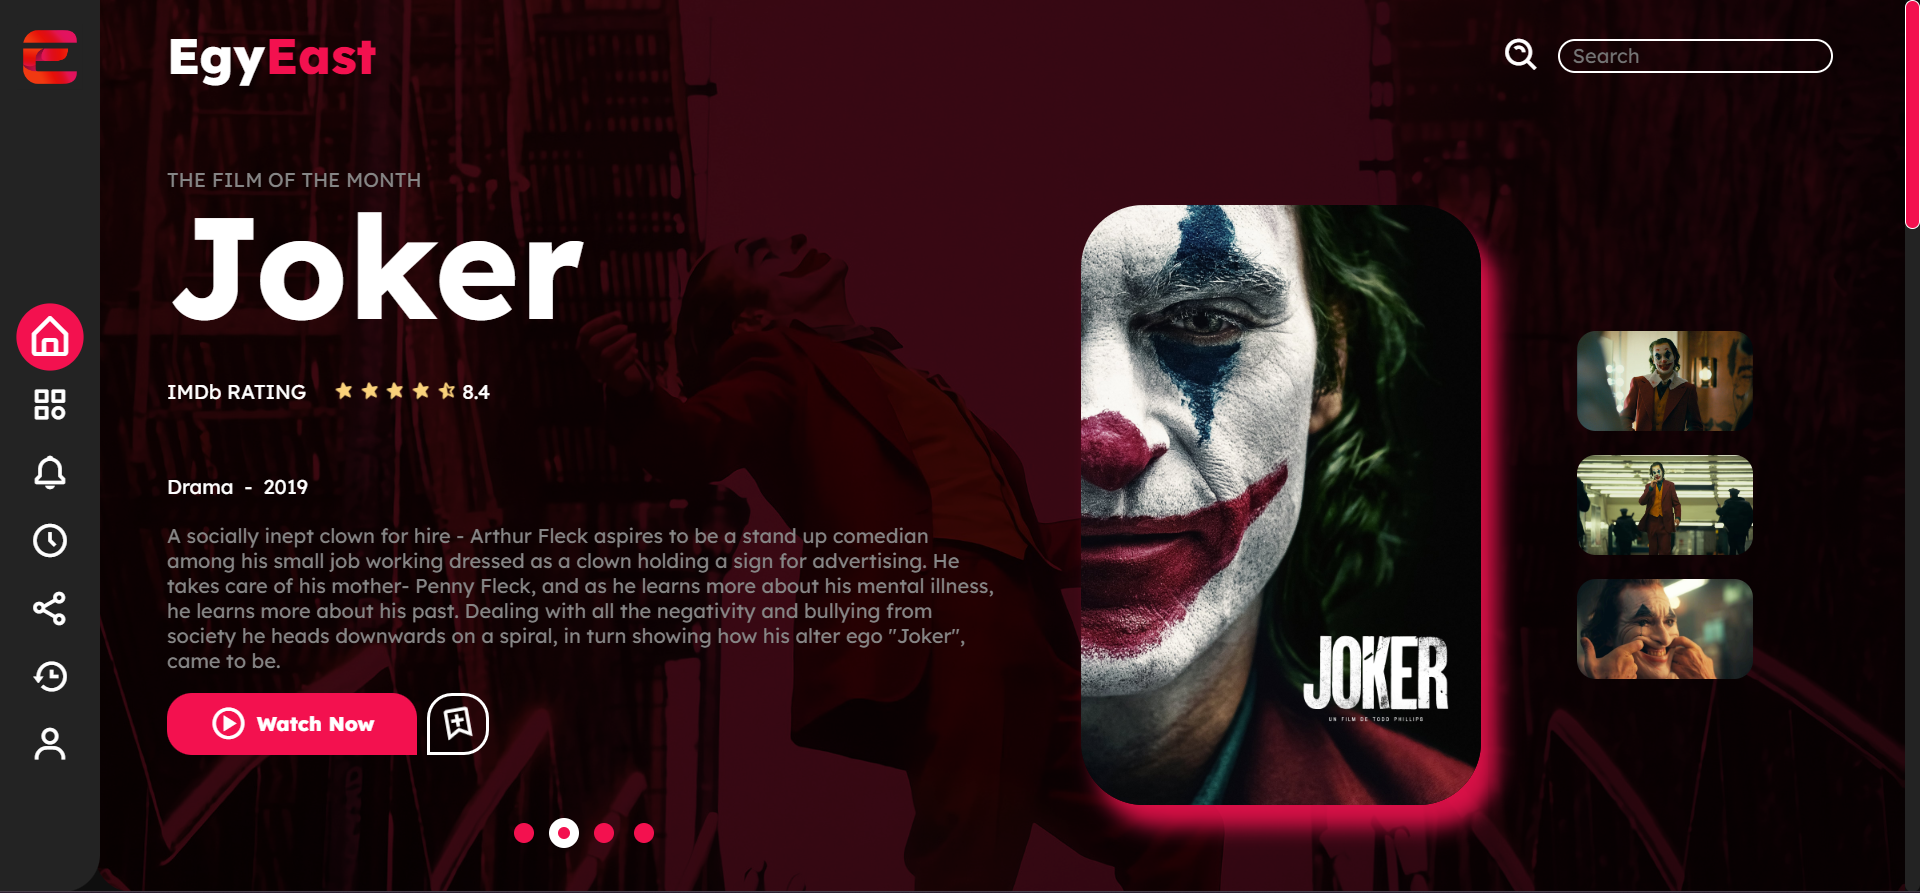 EgyEast
Search
THE FILM OF THE MONTH
Joker
IMDb RATING 8.4
Drama - 2019
A socially inept clown for hire - Arthur Fleck aspires to be a stand up comedian
among his small job working dressed as a clown holding a sign for advertising. He
takes care of his mother- Penny Fleck, and as he learns more about his mental illness,
he learns more about his past. Dealing with all the negativity and bullying from
society he heads downwards on a spiral, in turn showing how his alter ego "Joker",
came to be.
Watch Now
JOKER
UN FILM DE TODD PHILLIPS